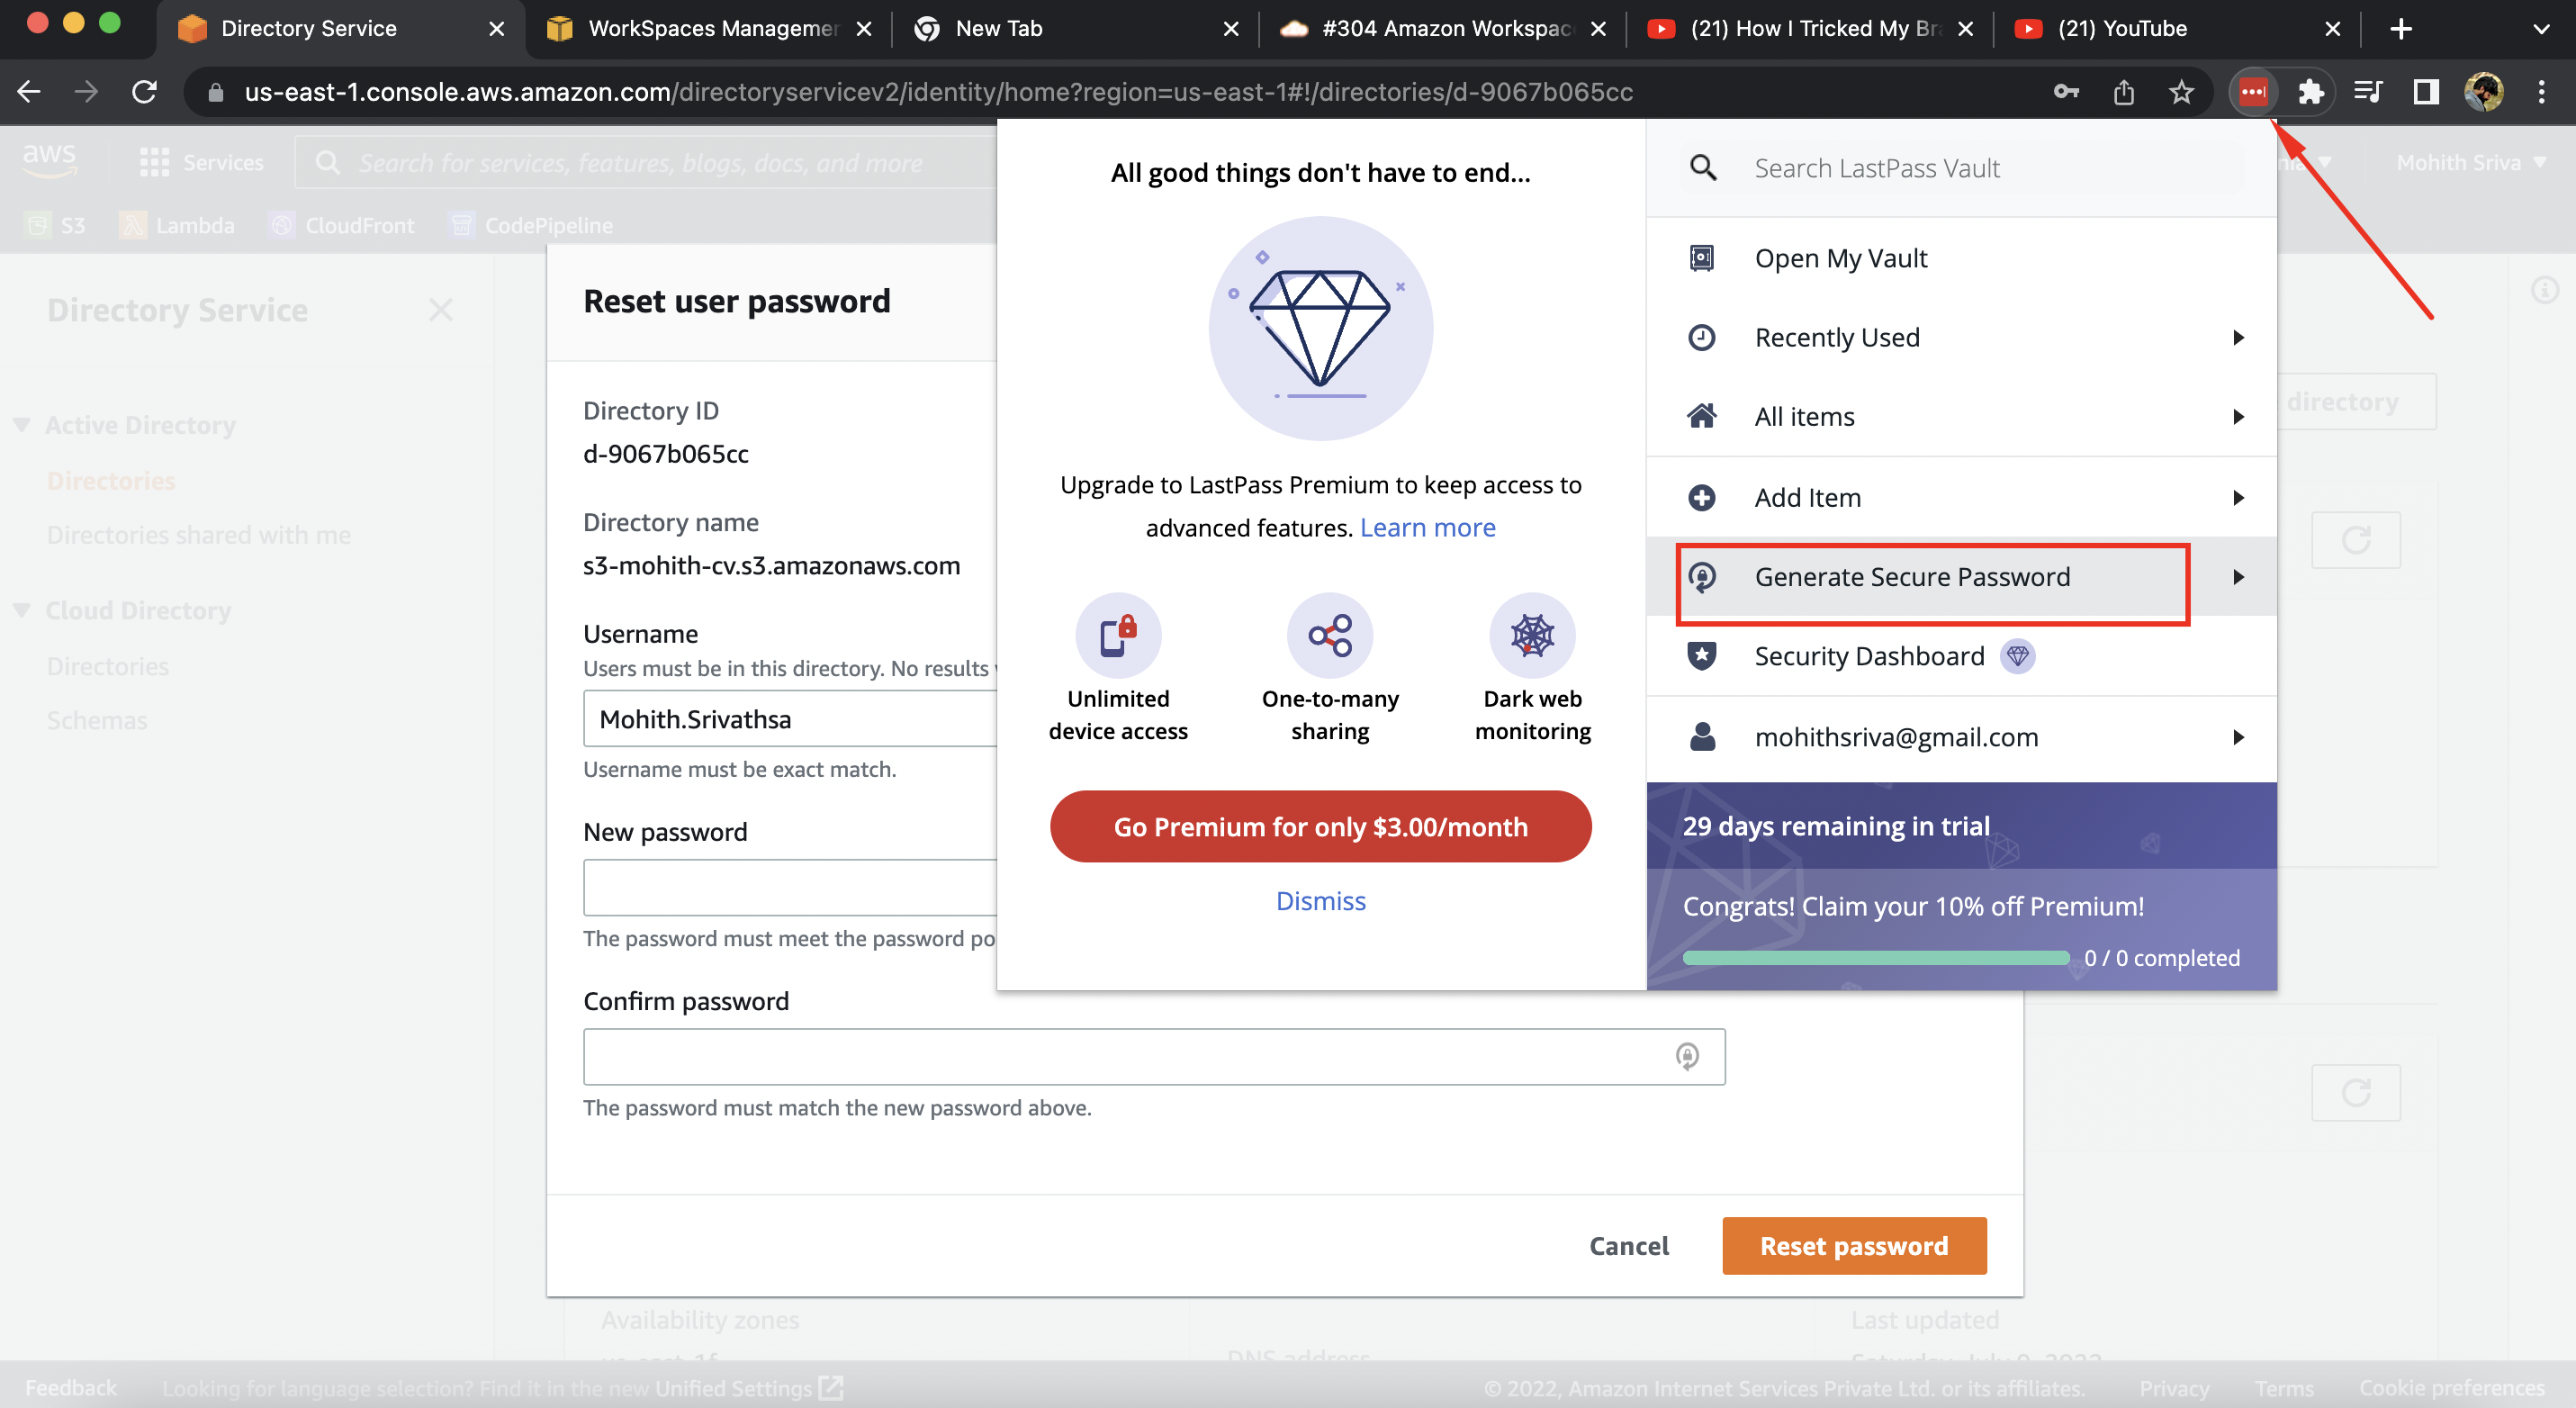 Directory Service
WorkSpaces Managemen
New Tab
#304 Amazon Workspac
(21) How I Tricked My Bra
(21) YouTube
us-east-1.console.aws.amazon.com/directoryservicev2/identity/home?region=us-east-1#!/directories/d-9067b065cc
aws
Services
Search for services, features, blogs, docs, and more
Mohith Sriva
S3
Lambda
CloudFront
CodePipeline
Directory Service
Active Directory
Directories
Directories shared with me
Cloud Directory
Directories
Schemas
Reset user password
Directory ID
d-9067b065cc
Directory name
s3-mohith-cv.s3.amazonaws.com
Username
Users must be in this directory. No results
Mohith.Srivathsa
Username must be exact match.
New password
The password must meet the password po
Confirm password
The password must match the new password above.
Cancel
Reset password
All good things don't have to end...
Upgrade to LastPass Premium to keep access to
advanced features. Learn more
Unlimited
device access
One-to-many
sharing
Dark web
monitoring
Go Premium for only $3.00/month
Dismiss
Search LastPass Vault
Open My Vault
Recently Used
All items
Add Item
Generate Secure Password
Security Dashboard
mohithsriva@gmail.com
29 days remaining in trial
Congrats! Claim your 10% off Premium!
0 / 0 completed
directory
Availability zones
Last updated
DNS address
Feedback
Looking for language selection? Find it in the new Unified Settings
© 2022, Amazon Internet Services Private Ltd. or its affiliates.
Privacy
Terms
Cookie preferences